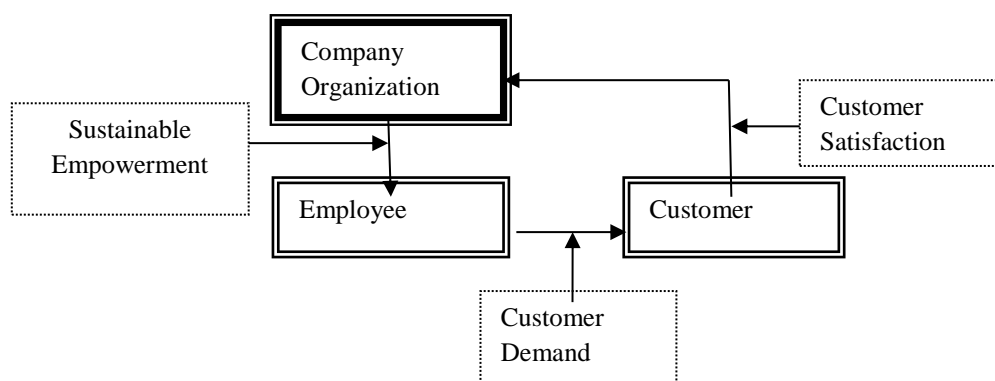 Company
Organization
Customer
Satisfaction
Sustainable
Empowerment
Employee
Customer
Customer
Demand